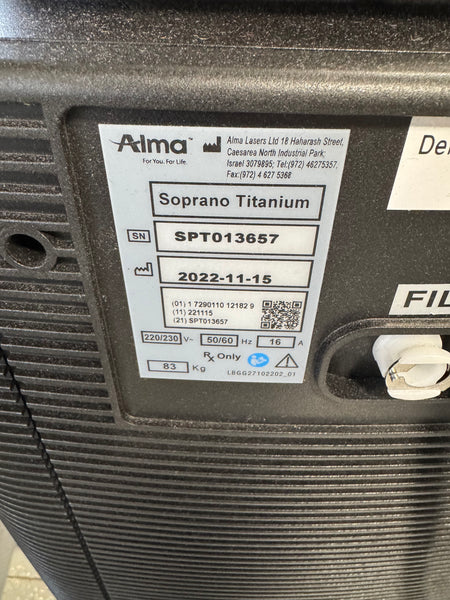 Alma™
For You. For Life.
Alma Lasers Ltd 18 Haharash Street,
Caesarea North Industrial Park;
Israel 3079895; Tel:(972) 46275357,
Fax:(972) 4 627 5368
Soprano Titanium
SN SPT013657
2022-11-15
(01) 1 7290110 12182 9
(11) 221115
(21) SPT013657
220/230 V~ 50/60 Hz 16 A
Rx Only
83 Kg
LBGG27102202_01
Del
FIL